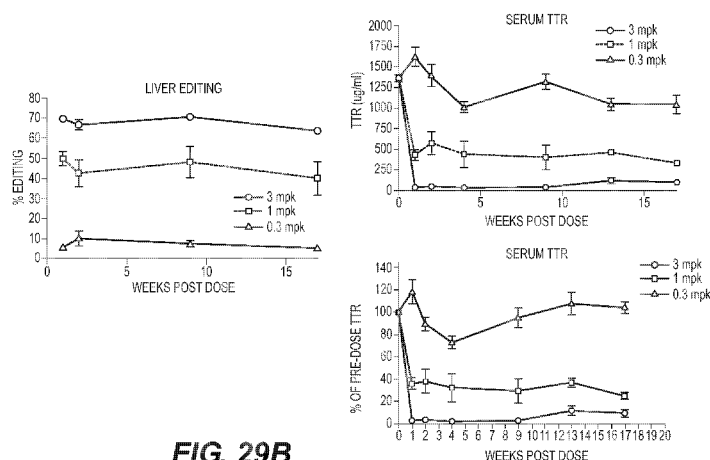 LIVER EDITING
% EDITING
80
70
60
50
40
30
20
10
0
0 5 10 15
WEEKS POST DOSE
3 mpk
1 mpk
0.3 mpk
SERUM TTR
TTR (ug/ml)
2000
1750
1500
1250
1000
750
500
250
0
0 5 10 15
WEEKS POST DOSE
3 mpk
1 mpk
0.3 mpk
SERUM TTR
% OF PRE-DOSE TTR
140
120
100
80
60
40
20
0
0 1 2 3 4 5 6 7 8 9 10 11 12 13 14 15 16 17 18 19 20
WEEKS POST DOSE
3 mpk
1 mpk
0.3 mpk
FIG. 29B